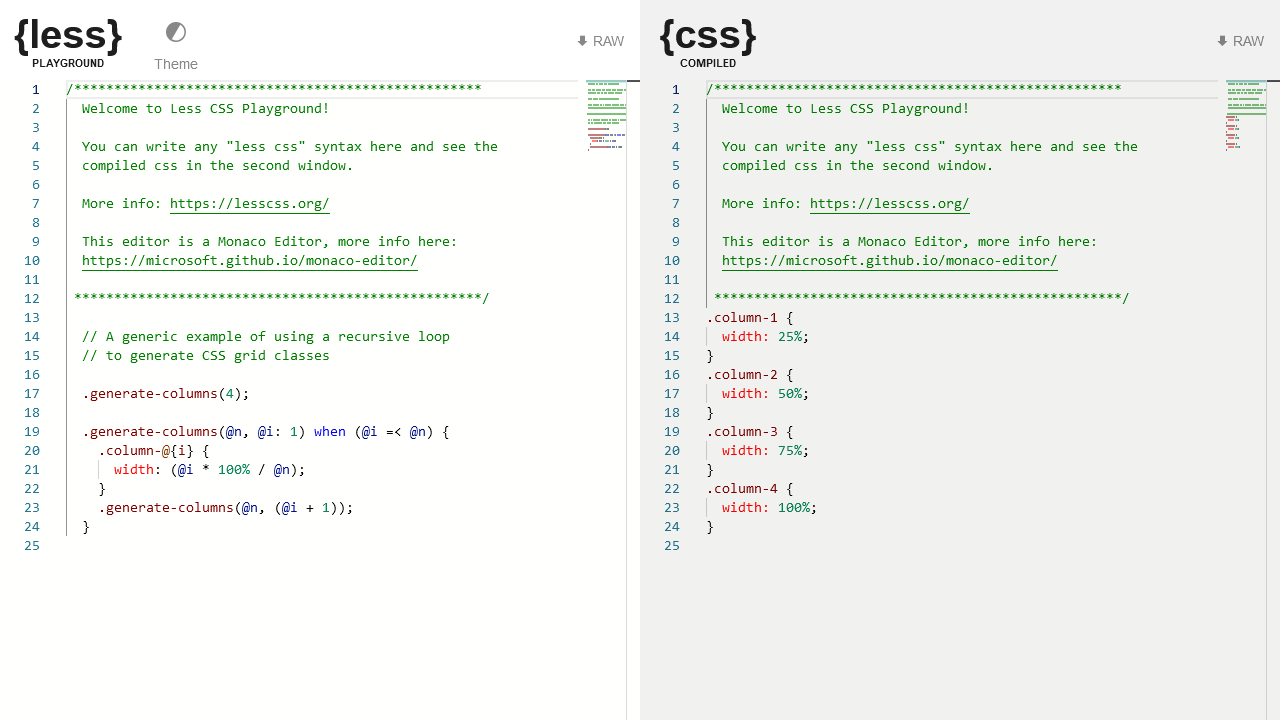 {less}
PLAYGROUND
Theme
RAW
1 /***************************************************
2 Welcome to Less CSS Playground!
3
4 You can write any "less css" syntax here and see the
5 compiled css in the second window.
6
7 More info: https://lesscss.org/
8
9 This editor is a Monaco Editor, more info here:
10 https://microsoft.github.io/monaco-editor/
11
12 ***************************************************/
13
14 // A generic example of using a recursive loop
15 // to generate CSS grid classes
16
17 .generate-columns(4);
18
19 .generate-columns(@n, @i: 1) when (@i =< @n) {
20 .column-@{i} {
21 width: (@i * 100% / @n);
22 }
23 .generate-columns(@n, (@i + 1));
24 }
25
{css}
COMPILED
RAW
1 /***************************************************
2 Welcome to Less CSS Playground!
3
4 You can write any "less css" syntax here and see the
5 compiled css in the second window.
6
7 More info: https://lesscss.org/
8
9 This editor is a Monaco Editor, more info here:
10 https://microsoft.github.io/monaco-editor/
11
12 ***************************************************/
13 .column-1 {
14 width: 25%;
15 }
16 .column-2 {
17 width: 50%;
18 }
19 .column-3 {
20 width: 75%;
21 }
22 .column-4 {
23 width: 100%;
24 }
25